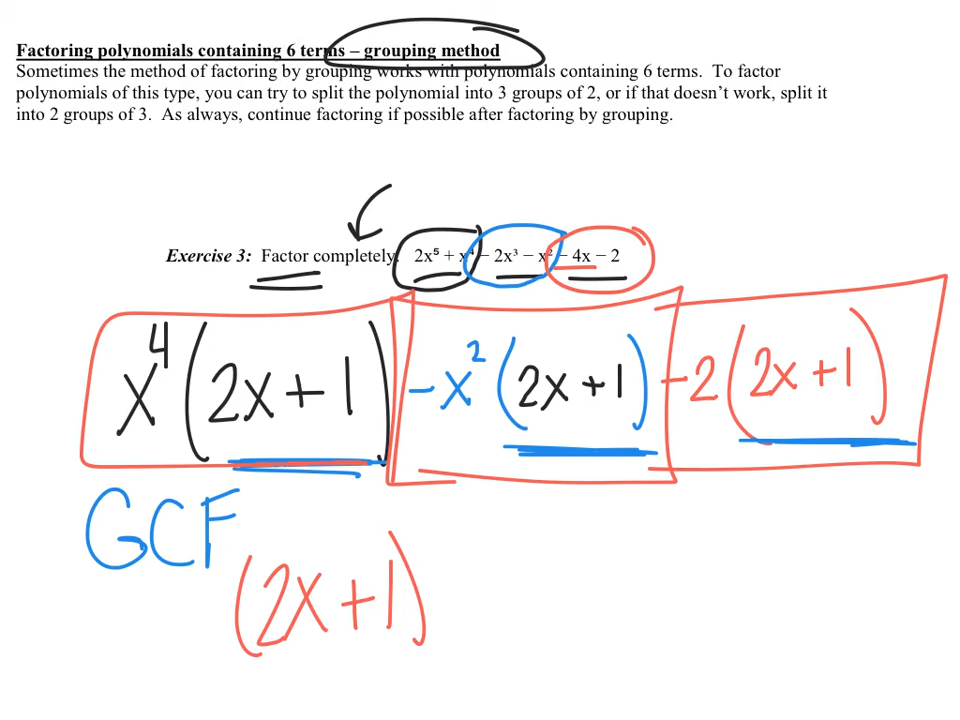 Factoring polynomials containing 6 terms – grouping method
Sometimes the method of factoring by grouping works with polynomials containing 6 terms. To factor
polynomials of this type, you can try to split the polynomial into 3 groups of 2, or if that doesn’t work, split it
into 2 groups of 3. As always, continue factoring if possible after factoring by grouping.
Exercise 3: Factor completely: 2x⁵ + x⁴ – 2x³ – x² – 4x – 2
x⁴(2x+1) -x²(2x+1) -2(2x+1)
GCF
(2x+1)